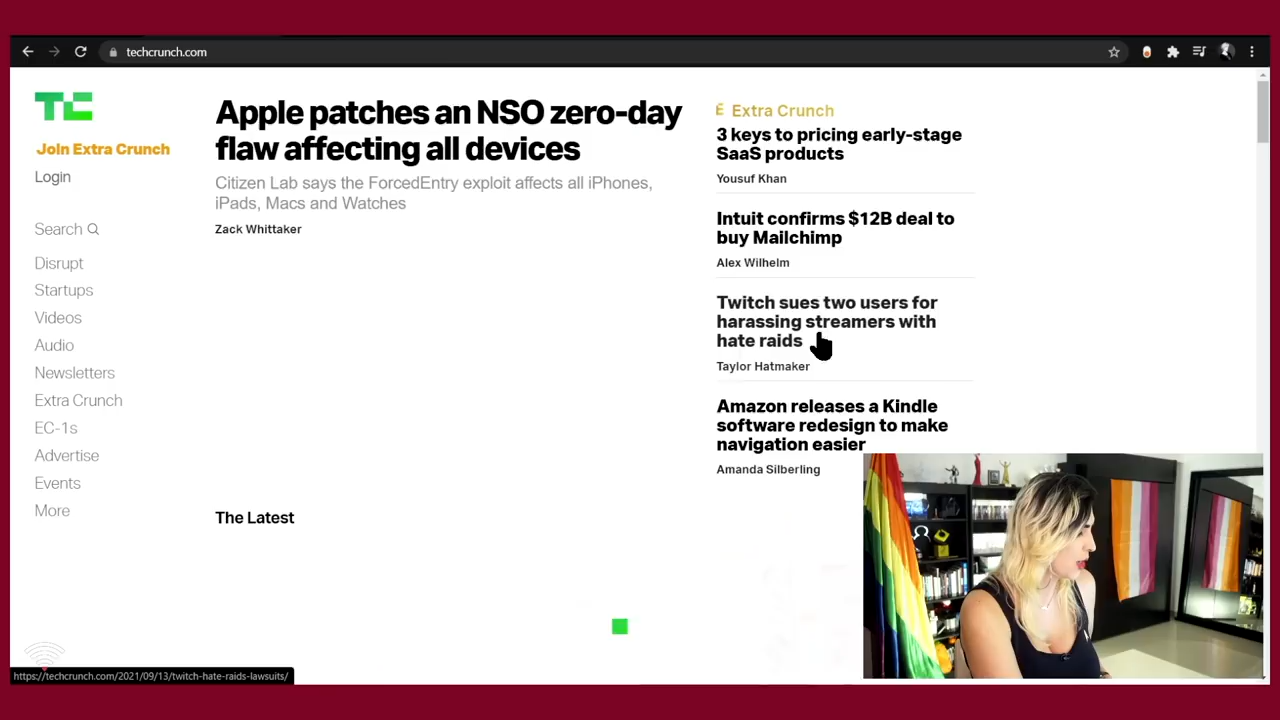 techcrunch.com
TC
Join Extra Crunch
Login
Search
Disrupt
Startups
Videos
Audio
Newsletters
Extra Crunch
EC-1s
Advertise
Events
More
Apple patches an NSO zero-day
flaw affecting all devices
Citizen Lab says the ForcedEntry exploit affects all iPhones,
iPads, Macs and Watches
Zack Whittaker
The Latest
Extra Crunch
3 keys to pricing early-stage
SaaS products
Yousuf Khan
Intuit confirms $12B deal to
buy Mailchimp
Alex Wilhelm
Twitch sues two users for
harassing streamers with
hate raids
Taylor Hatmaker
Amazon releases a Kindle
software redesign to make
navigation easier
Amanda Silberling
https://techcrunch.com/2021/09/13/twitch-hate-raids-lawsuits/